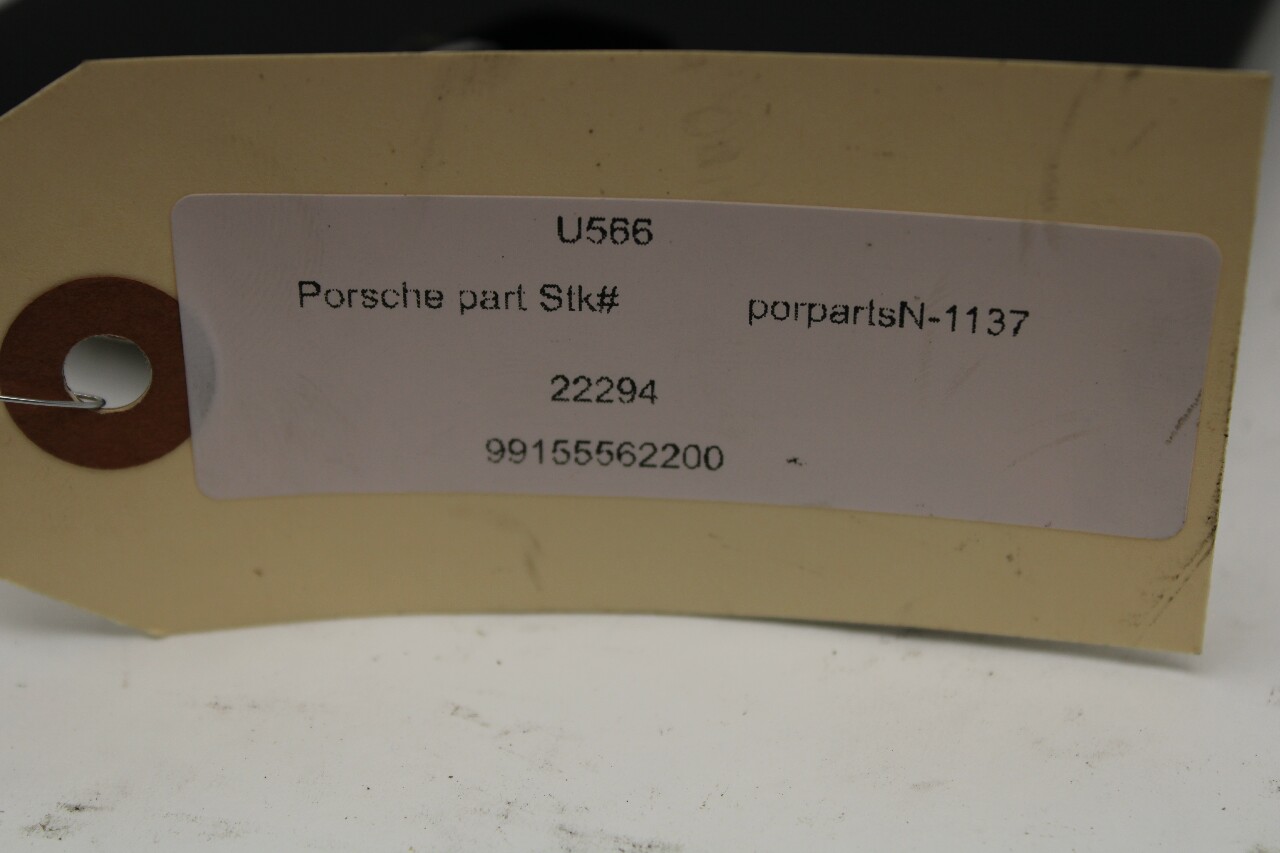 U566
Porsche part Stk# porpartsN-1137
22294
99155562200